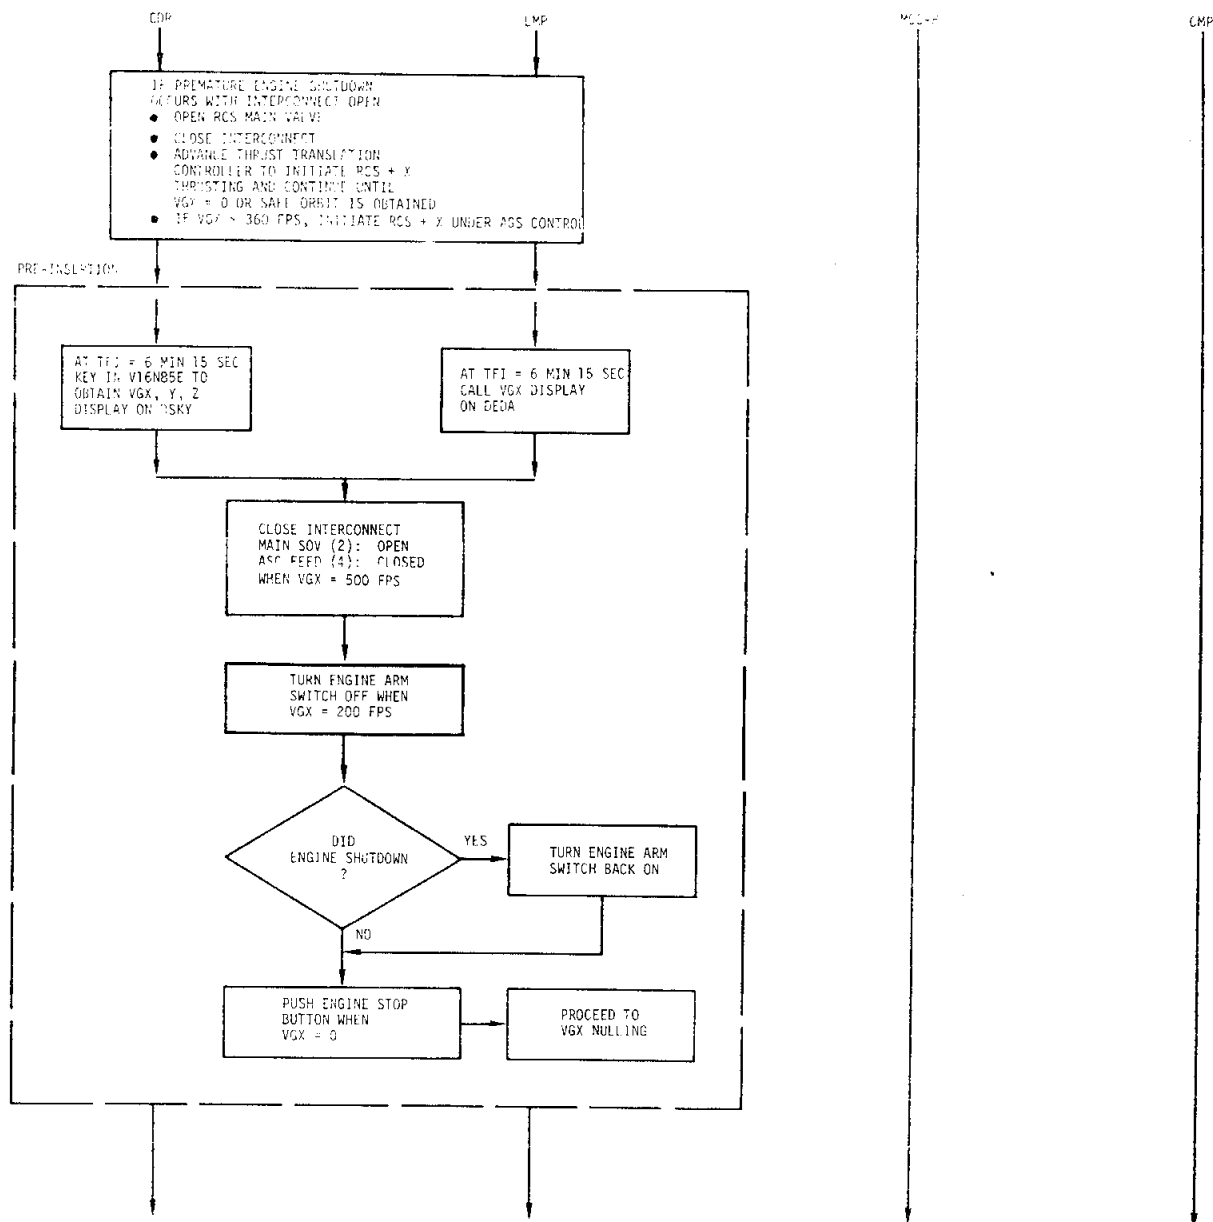 CDR
LMP
MCC-H
CMP
IF PREMATURE ENGINE SHUTDOWN
OCCURS WITH INTERCONNECT OPEN
● OPEN RCS MAIN VALVE
● CLOSE INTERCONNECT
● ADVANCE THRUST TRANSLATION
CONTROLLER TO INITIATE RCS + X
THRUSTING AND CONTINUE UNTIL
VGX = 0 OR SAFE ORBIT IS OBTAINED
● IF VGX > 360 FPS, INITIATE RCS + X UNDER AGS CONTROL
PRE-INSERTION
AT TFI = 6 MIN 15 SEC
KEY IN V16N85E TO
OBTAIN VGX, Y, Z
DISPLAY ON DSKY
AT TFI = 6 MIN 15 SEC
CALL VGX DISPLAY
ON DEDA
CLOSE INTERCONNECT
MAIN SOV (2): OPEN
ASC FEED (4): CLOSED
WHEN VGX = 500 FPS
TURN ENGINE ARM
SWITCH OFF WHEN
VGX = 200 FPS
DID
ENGINE SHUTDOWN
?
YES
TURN ENGINE ARM
SWITCH BACK ON
NO
PUSH ENGINE STOP
BUTTON WHEN
VGX = 0
PROCEED TO
VGX NULLING